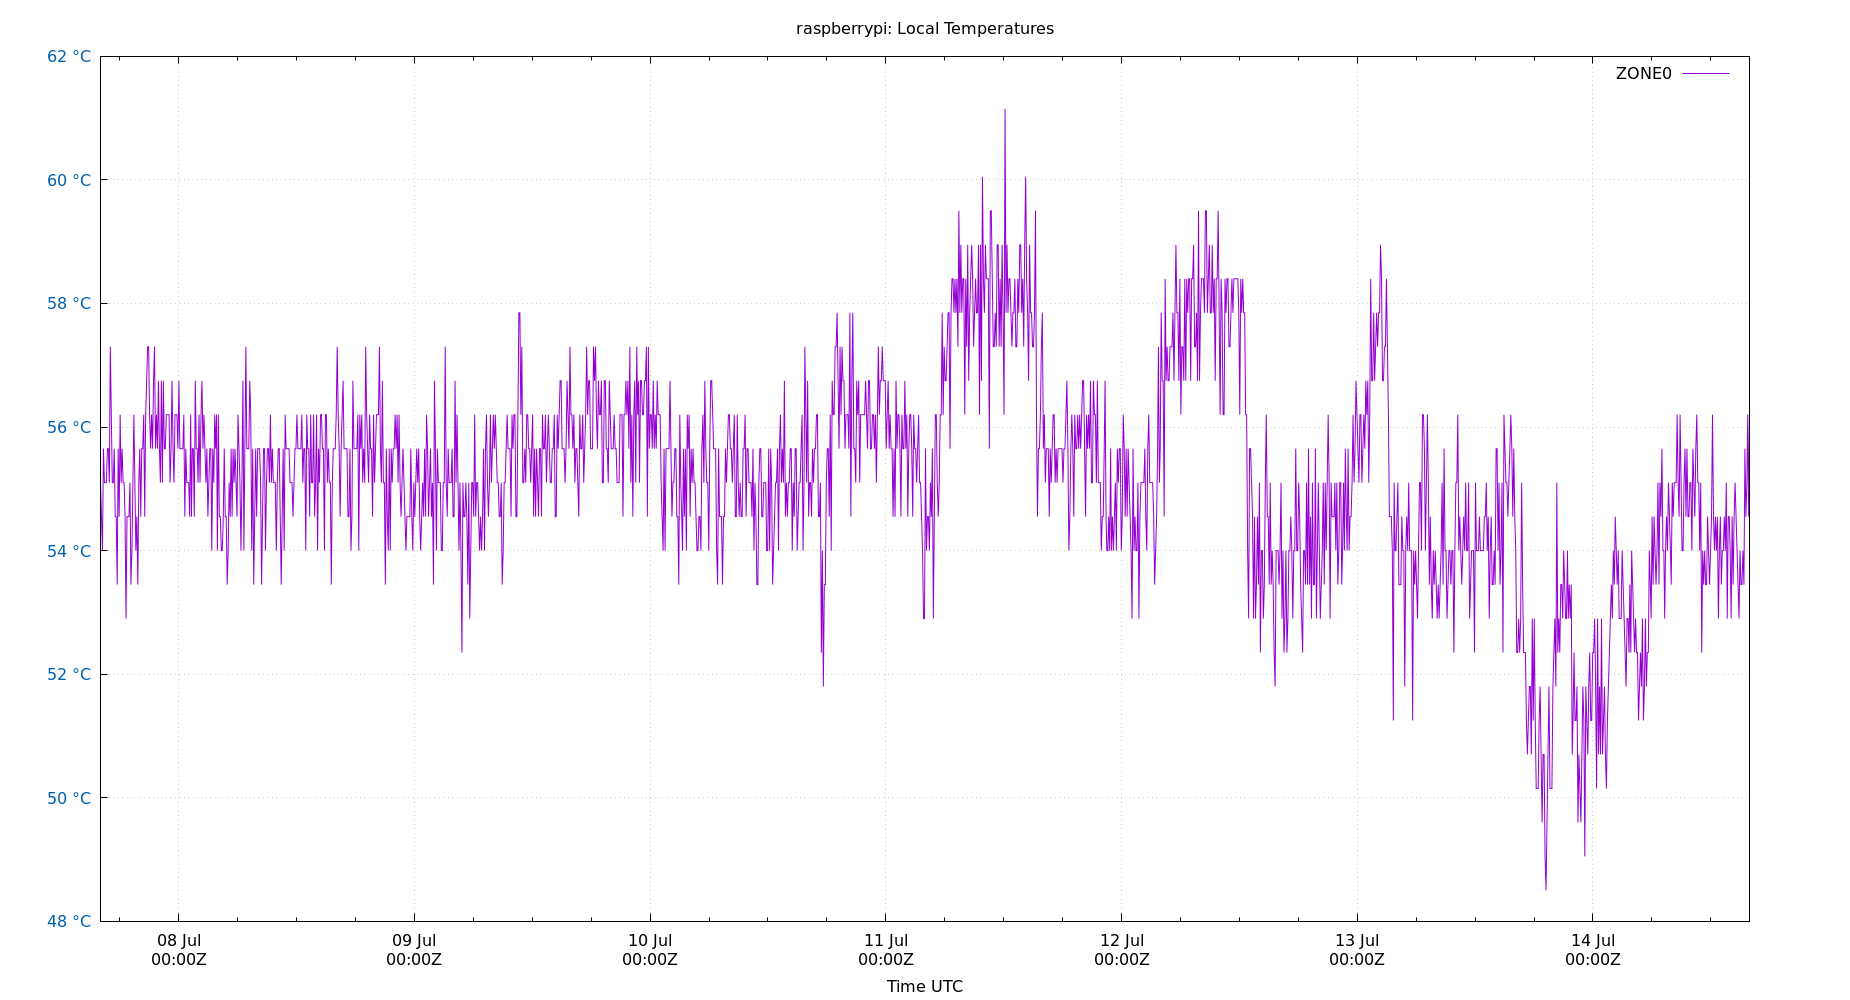 raspberrypi: Local Temperatures
62 °C
ZONE0
60 °C
58 °C
56 °C
54 °C
52 °C
50 °C
48 °C
08 Jul 09 Jul 10 Jul 11 Jul 12 Jul 13 Jul 14 Jul
00:00Z 00:00Z 00:00Z 00:00Z 00:00Z 00:00Z 00:00Z
Time UTC